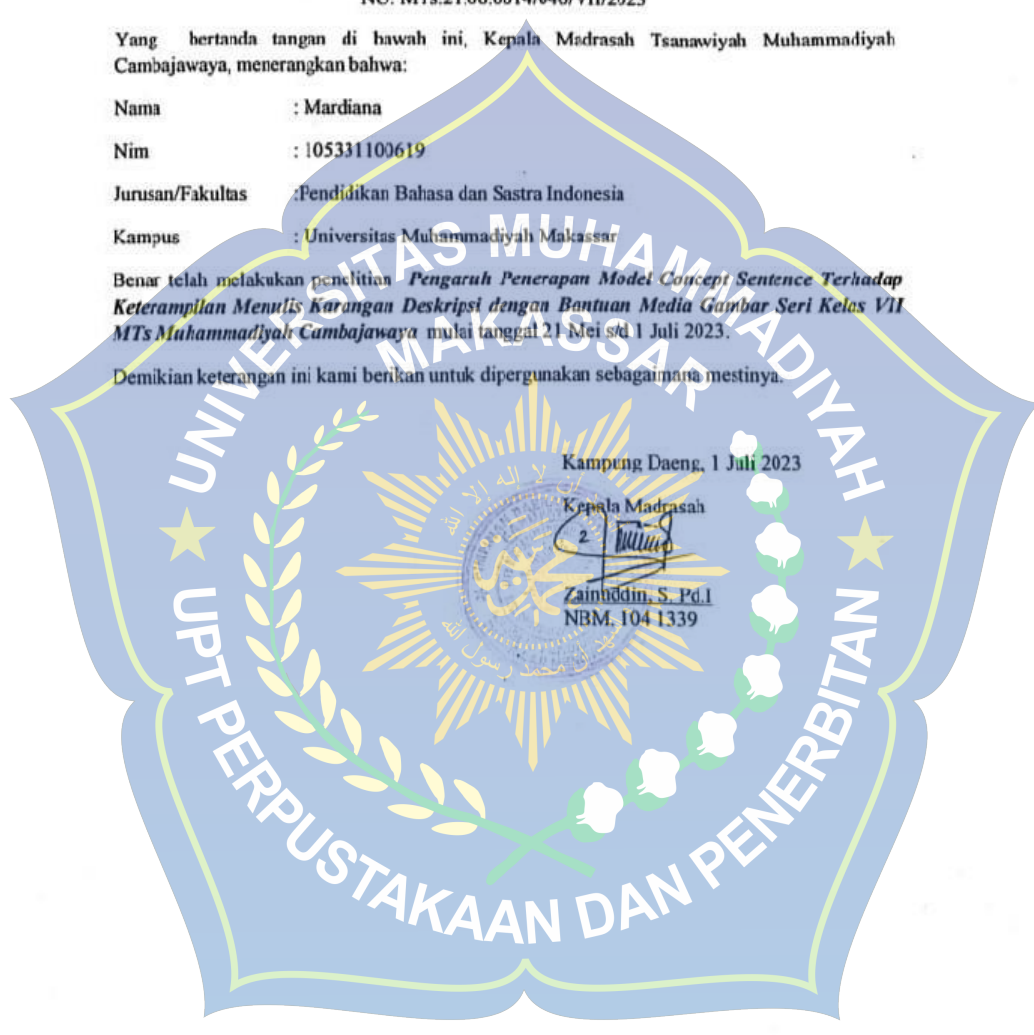 Yang bertanda tangan di bawah ini, Kepala Madrasah Tsanawiyah Muhammadiyah
Cambajawaya, menerangkan bahwa:
Nama : Mardiana
Nim : 105331100619
Jurusan/Fakultas :Pendidikan Bahasa dan Sastra Indonesia
Kampus : Universitas Muhammadiyah Makassar
Benar telah melakukan penelitian Pengaruh Penerapan Model Concept Sentence Terhadap
Keterampilan Menulis Karangan Deskripsi dengan Bantuan Media Gambar Seri Kelas VII
MTs Muhammadiyah Cambajawaya mulai tanggal 21 Mei s/d 1 Juli 2023.
Demikian keterangan ini kami berikan untuk dipergunakan sebagaimana mestinya.
Kampung Daeng, 1 Juli 2023
Kepala Madrasah
2
Zainuddin, S. Pd.I
NBM. 104 1339
UNIVERSITAS MUHAMMADIYAH
MAKASSAR
UPT PERPUSTAKAAN DAN PENERBITAN